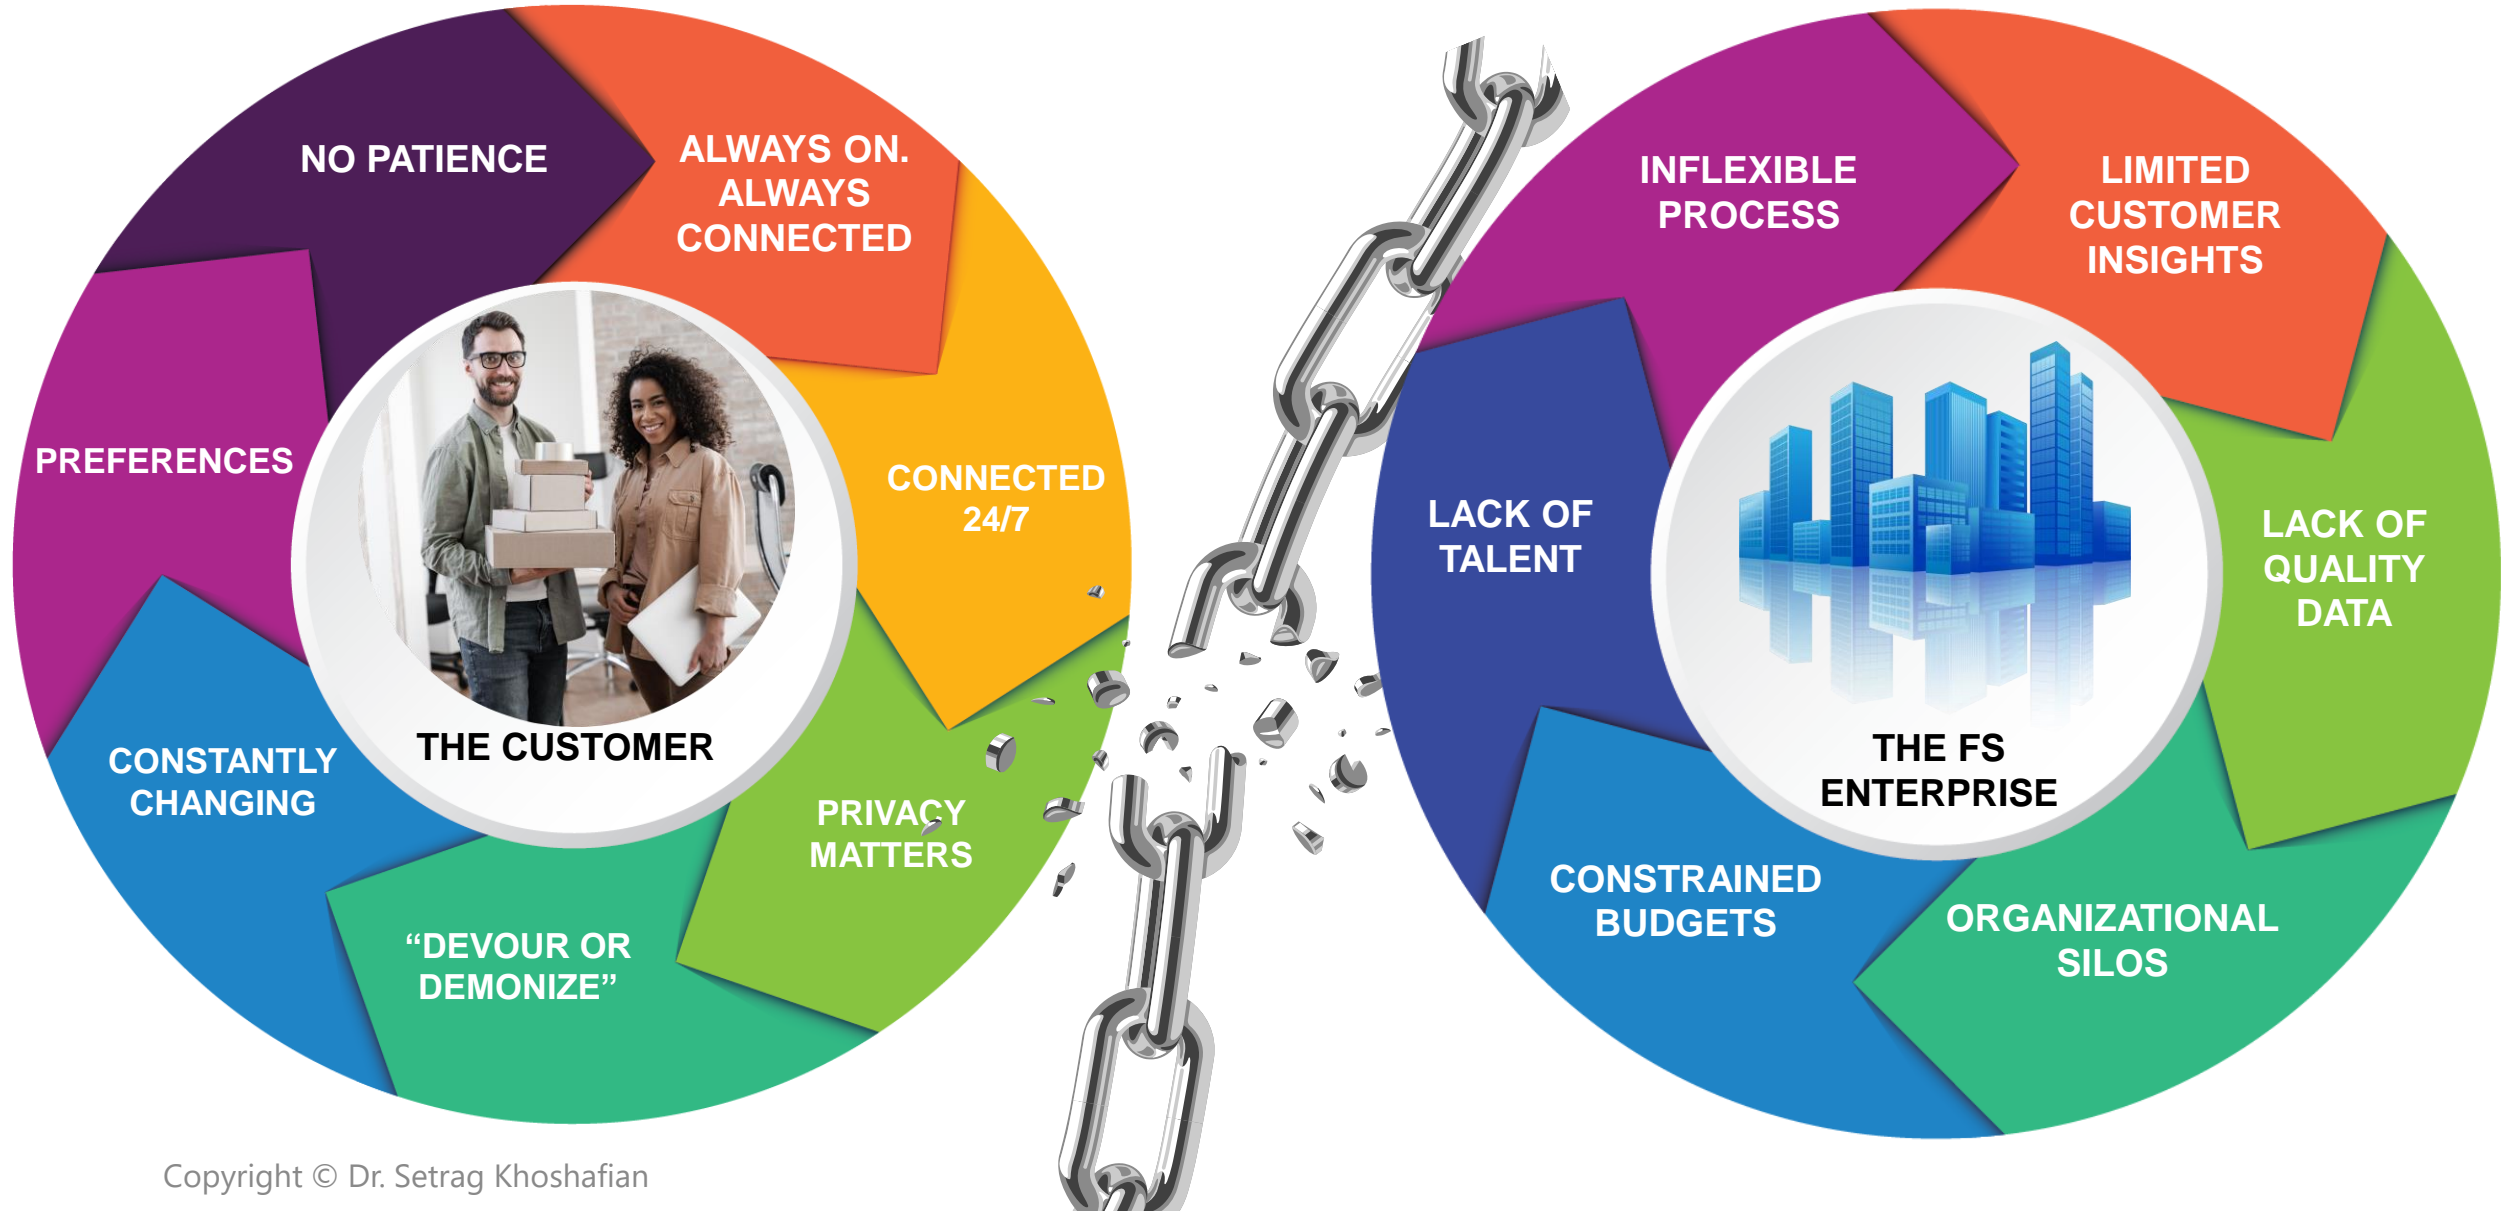 NO PATIENCE
ALWAYS ON.
ALWAYS
CONNECTED
CONNECTED
24/7
PRIVACY
MATTERS
“DEVOUR OR
DEMONIZE”
CONSTANTLY
CHANGING
PREFERENCES
THE CUSTOMER
INFLEXIBLE
PROCESS
LIMITED
CUSTOMER
INSIGHTS
LACK OF
QUALITY
DATA
ORGANIZATIONAL
SILOS
CONSTRAINED
BUDGETS
LACK OF
TALENT
THE FS
ENTERPRISE
Copyright © Dr. Setrag Khoshafian